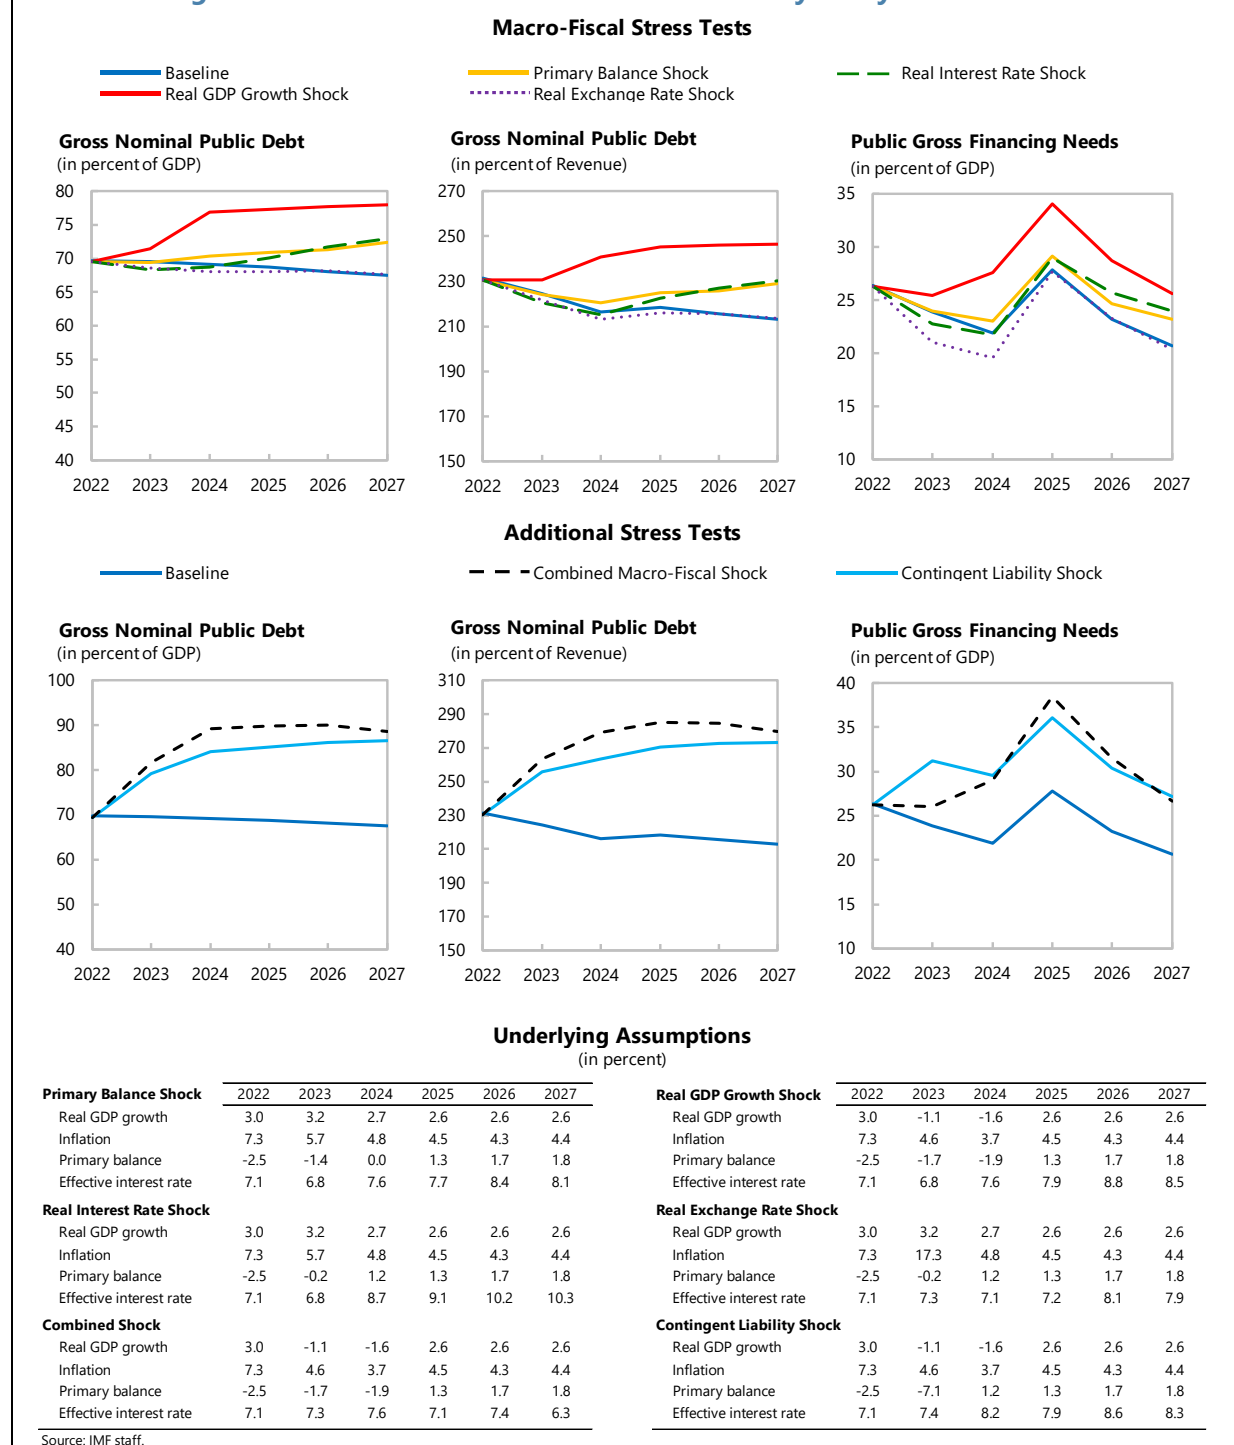 Macro-Fiscal Stress Tests
Baseline
Primary Balance Shock
Real Interest Rate Shock
Real GDP Growth Shock
Real Exchange Rate Shock
Gross Nominal Public Debt
(in percent of GDP)
80
75
70
65
60
55
50
45
40
2022 2023 2024 2025 2026 2027
Gross Nominal Public Debt
(in percent of Revenue)
270
250
230
210
190
170
150
2022 2023 2024 2025 2026 2027
Public Gross Financing Needs
(in percent of GDP)
35
30
25
20
15
10
2022 2023 2024 2025 2026 2027
Additional Stress Tests
Baseline
Combined Macro-Fiscal Shock
Contingent Liability Shock
Gross Nominal Public Debt
(in percent of GDP)
100
90
80
70
60
50
40
2022 2023 2024 2025 2026 2027
Gross Nominal Public Debt
(in percent of Revenue)
310
290
270
250
230
210
190
170
150
2022 2023 2024 2025 2026 2027
Public Gross Financing Needs
(in percent of GDP)
40
35
30
25
20
15
10
2022 2023 2024 2025 2026 2027
Underlying Assumptions
(in percent)
Primary Balance Shock 2022 2023 2024 2025 2026 2027
Real GDP growth 3.0 3.2 2.7 2.6 2.6 2.6
Inflation 7.3 5.7 4.8 4.5 4.3 4.4
Primary balance -2.5 -1.4 0.0 1.3 1.7 1.8
Effective interest rate 7.1 6.8 7.6 7.7 8.4 8.1
Real Interest Rate Shock
Real GDP growth 3.0 3.2 2.7 2.6 2.6 2.6
Inflation 7.3 5.7 4.8 4.5 4.3 4.4
Primary balance -2.5 -0.2 1.2 1.3 1.7 1.8
Effective interest rate 7.1 6.8 8.7 9.1 10.2 10.3
Combined Shock
Real GDP growth 3.0 -1.1 -1.6 2.6 2.6 2.6
Inflation 7.3 4.6 3.7 4.5 4.3 4.4
Primary balance -2.5 -1.7 -1.9 1.3 1.7 1.8
Effective interest rate 7.1 7.3 7.6 7.1 7.4 6.3
Real GDP Growth Shock 2022 2023 2024 2025 2026 2027
Real GDP growth 3.0 -1.1 -1.6 2.6 2.6 2.6
Inflation 7.3 4.6 3.7 4.5 4.3 4.4
Primary balance -2.5 -1.7 -1.9 1.3 1.7 1.8
Effective interest rate 7.1 6.8 7.6 7.9 8.8 8.5
Real Exchange Rate Shock
Real GDP growth 3.0 3.2 2.7 2.6 2.6 2.6
Inflation 7.3 17.3 4.8 4.5 4.3 4.4
Primary balance -2.5 -0.2 1.2 1.3 1.7 1.8
Effective interest rate 7.1 7.3 7.1 7.2 8.1 7.9
Contingent Liability Shock
Real GDP growth 3.0 -1.1 -1.6 2.6 2.6 2.6
Inflation 7.3 4.6 3.7 4.5 4.3 4.4
Primary balance -2.5 -7.1 1.2 1.3 1.7 1.8
Effective interest rate 7.1 7.4 8.2 7.9 8.6 8.3
Source: IMF staff.